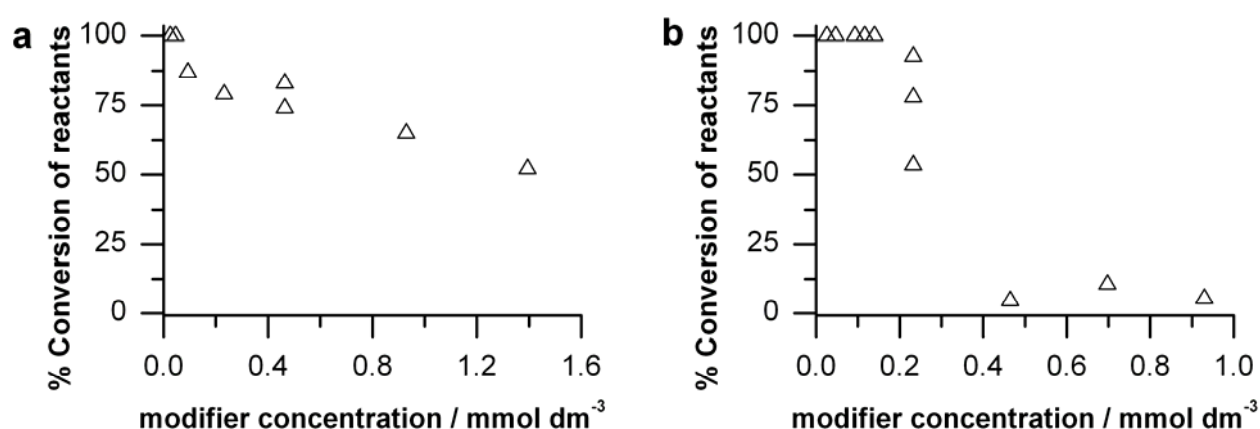 a
% Conversion of reactants
100
75
50
25
0
0.0 0.4 0.8 1.2 1.6
modifier concentration / mmol dm⁻³
b
% Conversion of reactants
100
75
50
25
0
0.0 0.2 0.4 0.6 0.8 1.0
modifier concentration / mmol dm⁻³